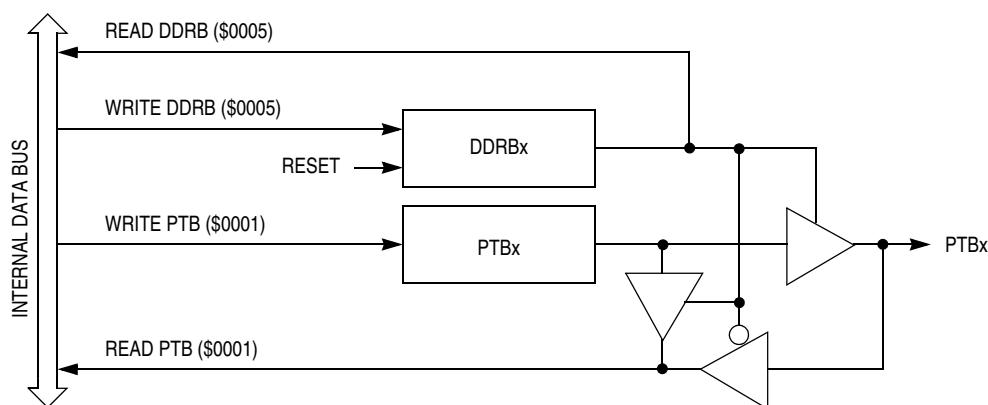 READ DDRB ($0005)
WRITE DDRB ($0005)
DDRBx
RESET
INTERNAL DATA BUS
WRITE PTB ($0001)
PTBx
PTBx
READ PTB ($0001)